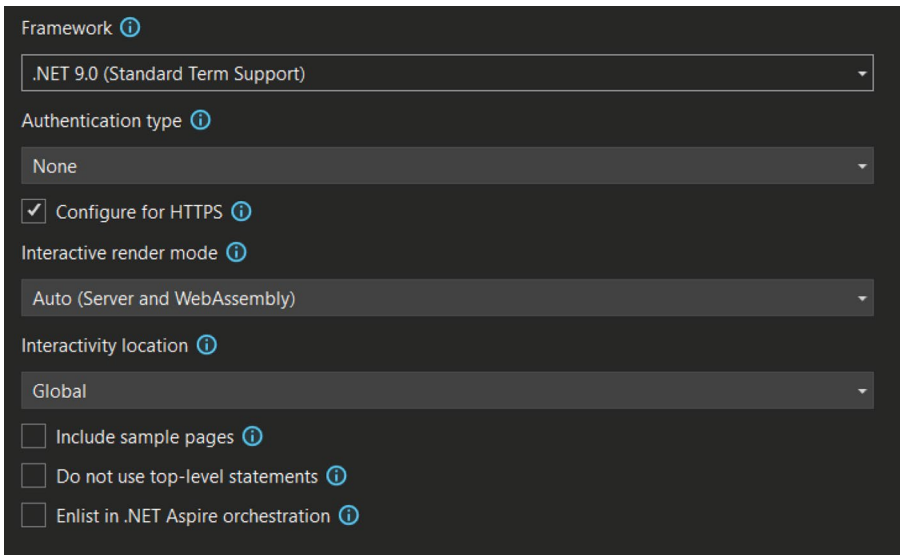 Framework
.NET 9.0 (Standard Term Support)
Authentication type
None
Configure for HTTPS
Interactive render mode
Auto (Server and WebAssembly)
Interactivity location
Global
Include sample pages
Do not use top-level statements
Enlist in .NET Aspire orchestration